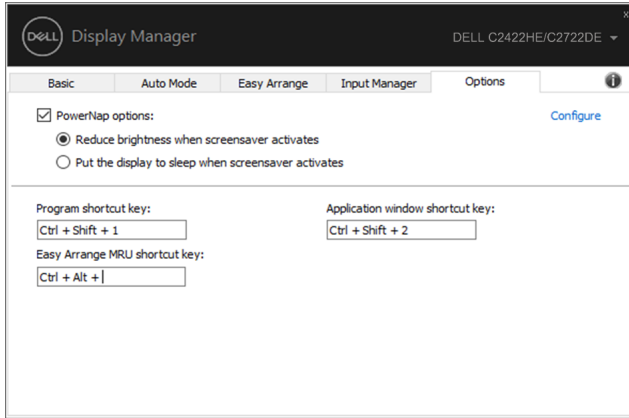 DELL Display Manager
DELL C2422HE/C2722DE
x
Basic Auto Mode Easy Arrange Input Manager Options i
PowerNap options: Configure
Reduce brightness when screensaver activates
Put the display to sleep when screensaver activates
Program shortcut key: Application window shortcut key:
Ctrl + Shift + 1 Ctrl + Shift + 2
Easy Arrange MRU shortcut key:
Ctrl + Alt +